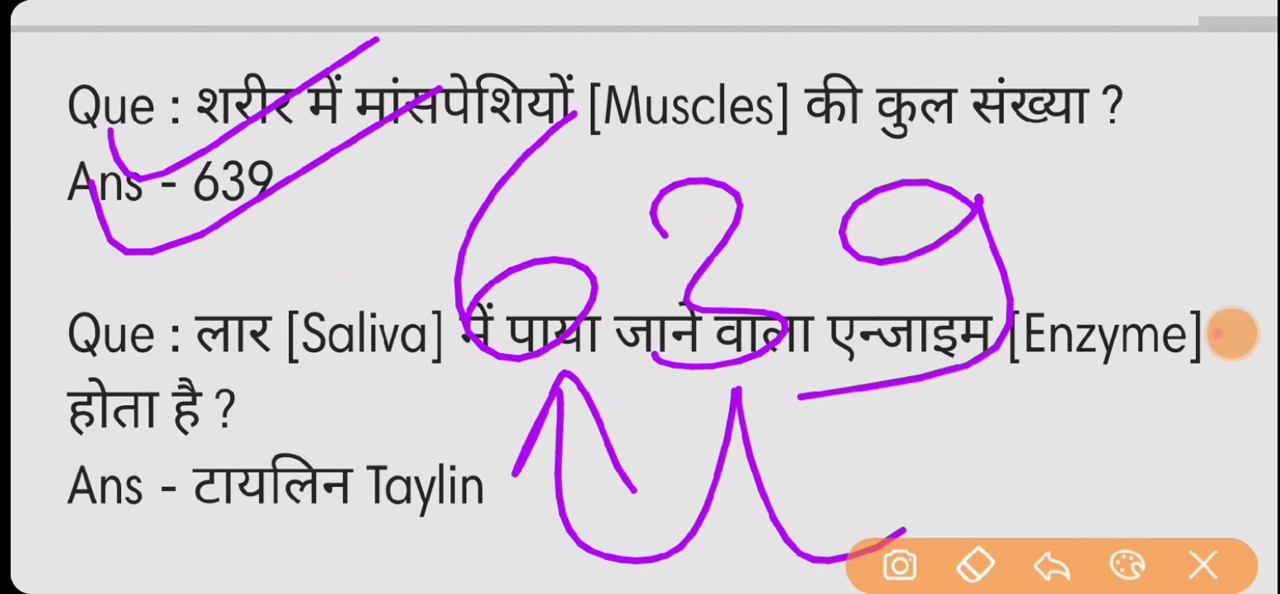 Que : शरीर में मांसपेशियों [Muscles] की कुल संख्या ?
Ans - 639
639
Que : लार [Saliva] में पाया जाने वाला एन्जाइम [Enzyme]
होता है ?
Ans - टायलिन Taylin